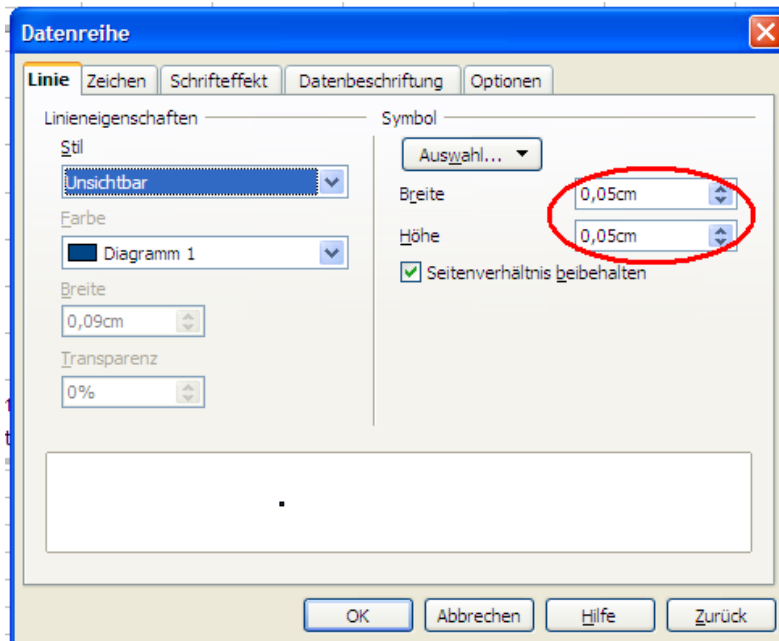 Datenreihe
Linie Zeichen Schrifteffekt Datenbeschriftung Optionen
Linieneigenschaften
Stil
Unsichtbar
Farbe
Diagramm 1
Breite
0,09cm
Transparenz
0%
Symbol
Auswahl...
Breite 0,05cm
Höhe 0,05cm
Seitenverhältnis beibehalten
OK Abbrechen Hilfe Zurück